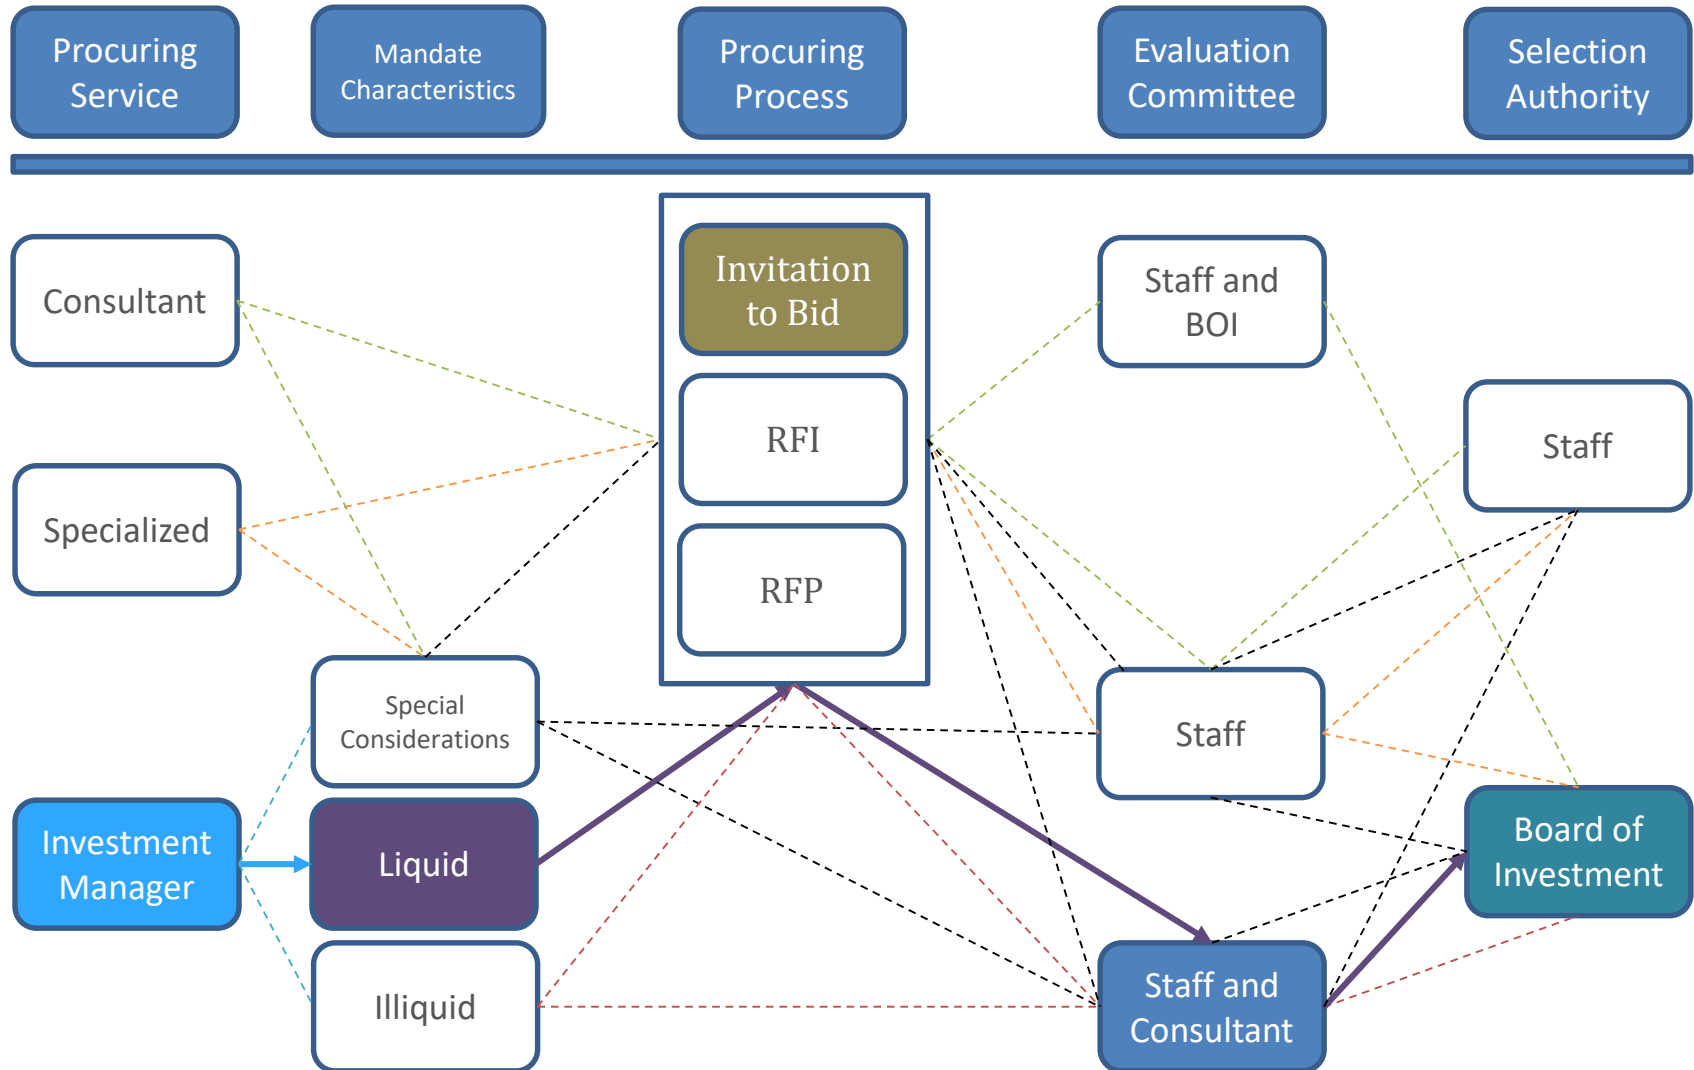 Procuring
Service
Mandate
Characteristics
Procuring
Process
Evaluation
Committee
Selection
Authority
Consultant
Invitation
to Bid
Staff and
BOI
RFI
Staff
Specialized
RFP
Special
Considerations
Staff
Investment
Manager
Liquid
Board of
Investment
Illiquid
Staff and
Consultant